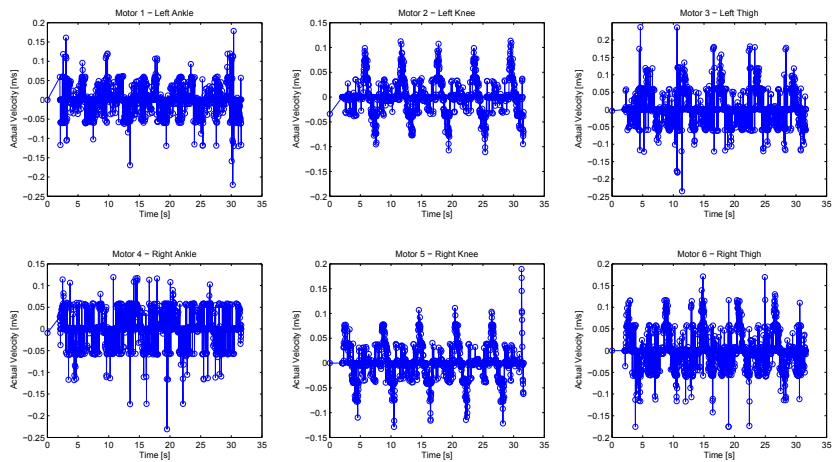 Motor 1 − Left Ankle
Motor 2 − Left Knee
Motor 3 − Left Thigh
Actual Velocity [m/s]
0.2
0.15
0.1
0.05
0
−0.05
−0.1
−0.15
−0.2
−0.25
0 5 10 15 20 25 30 35
Time [s]
Actual Velocity [m/s]
0.2
0.15
0.1
0.05
0
−0.05
−0.1
−0.15
−0.2
0 5 10 15 20 25 30 35
Time [s]
Actual Velocity [m/s]
0.2
0.15
0.1
0.05
0
−0.05
−0.1
−0.15
−0.2
−0.25
0 5 10 15 20 25 30 35
Time [s]
Motor 4 − Right Ankle
Motor 5 − Right Knee
Motor 6 − Right Thigh
Actual Velocity [m/s]
0.15
0.1
0.05
0
−0.05
−0.1
−0.15
−0.2
−0.25
0 5 10 15 20 25 30 35
Time [s]
Actual Velocity [m/s]
0.2
0.15
0.1
0.05
0
−0.05
−0.1
−0.15
0 5 10 15 20 25 30 35
Time [s]
Actual Velocity [m/s]
0.2
0.15
0.1
0.05
0
−0.05
−0.1
−0.15
−0.2
0 5 10 15 20 25 30 35
Time [s]